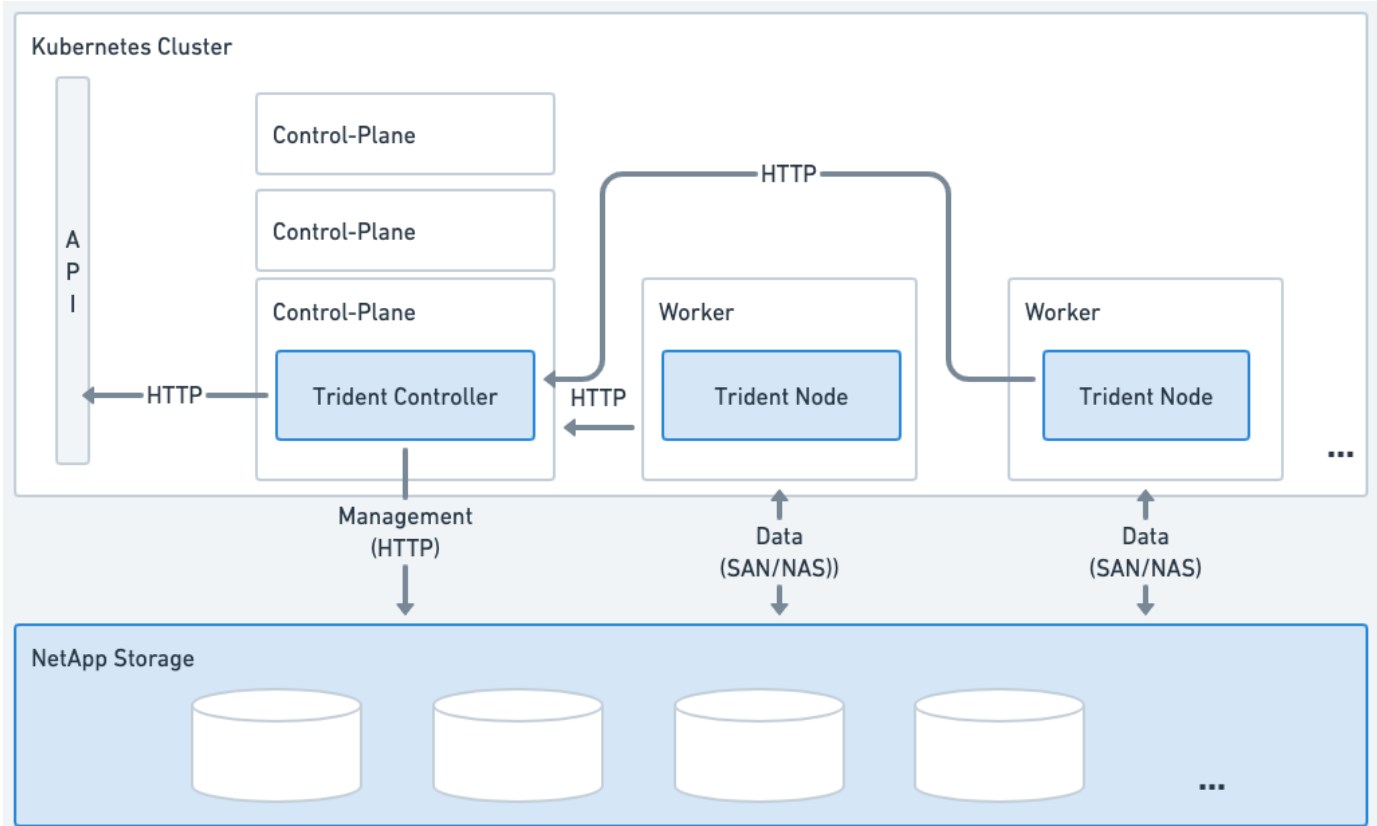 Kubernetes Cluster
API
Control-Plane
Control-Plane
Control-Plane
Trident Controller
HTTP
HTTP
HTTP
Worker
Trident Node
Worker
Trident Node
...
Management
(HTTP)
Data
(SAN/NAS))
Data
(SAN/NAS)
NetApp Storage
...